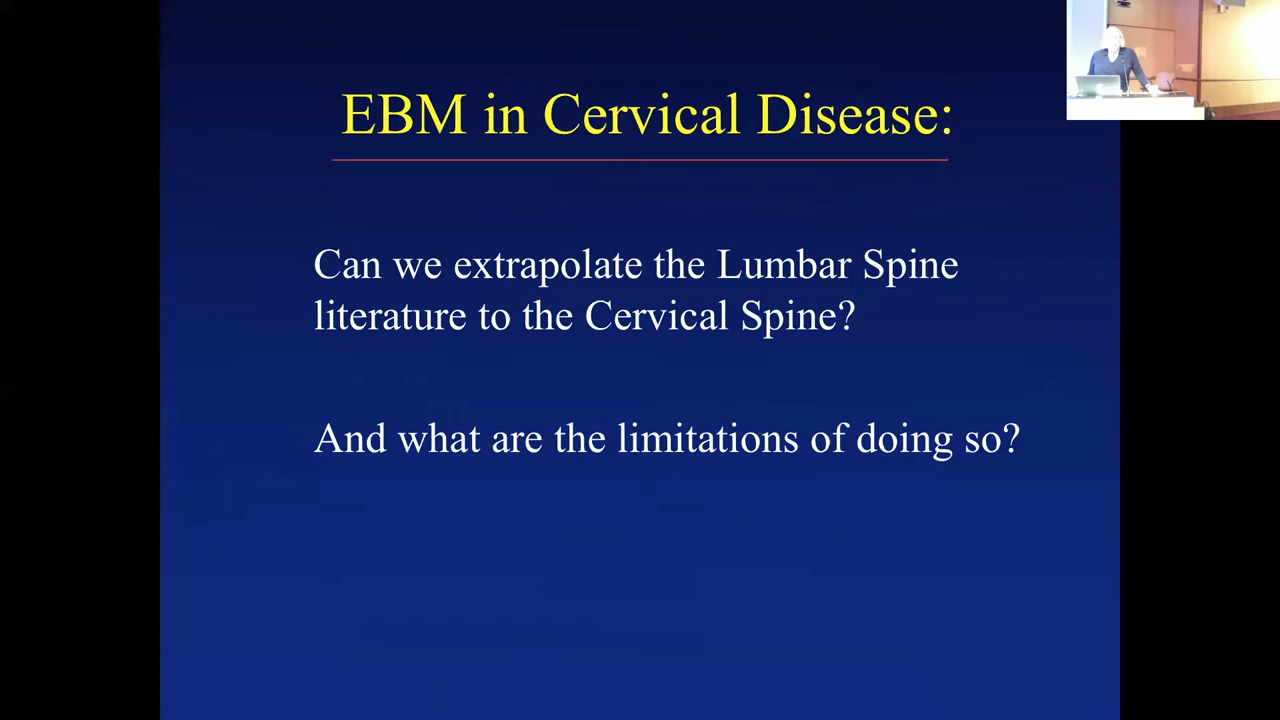 EBM in Cervical Disease:
Can we extrapolate the Lumbar Spine
literature to the Cervical Spine?
And what are the limitations of doing so?